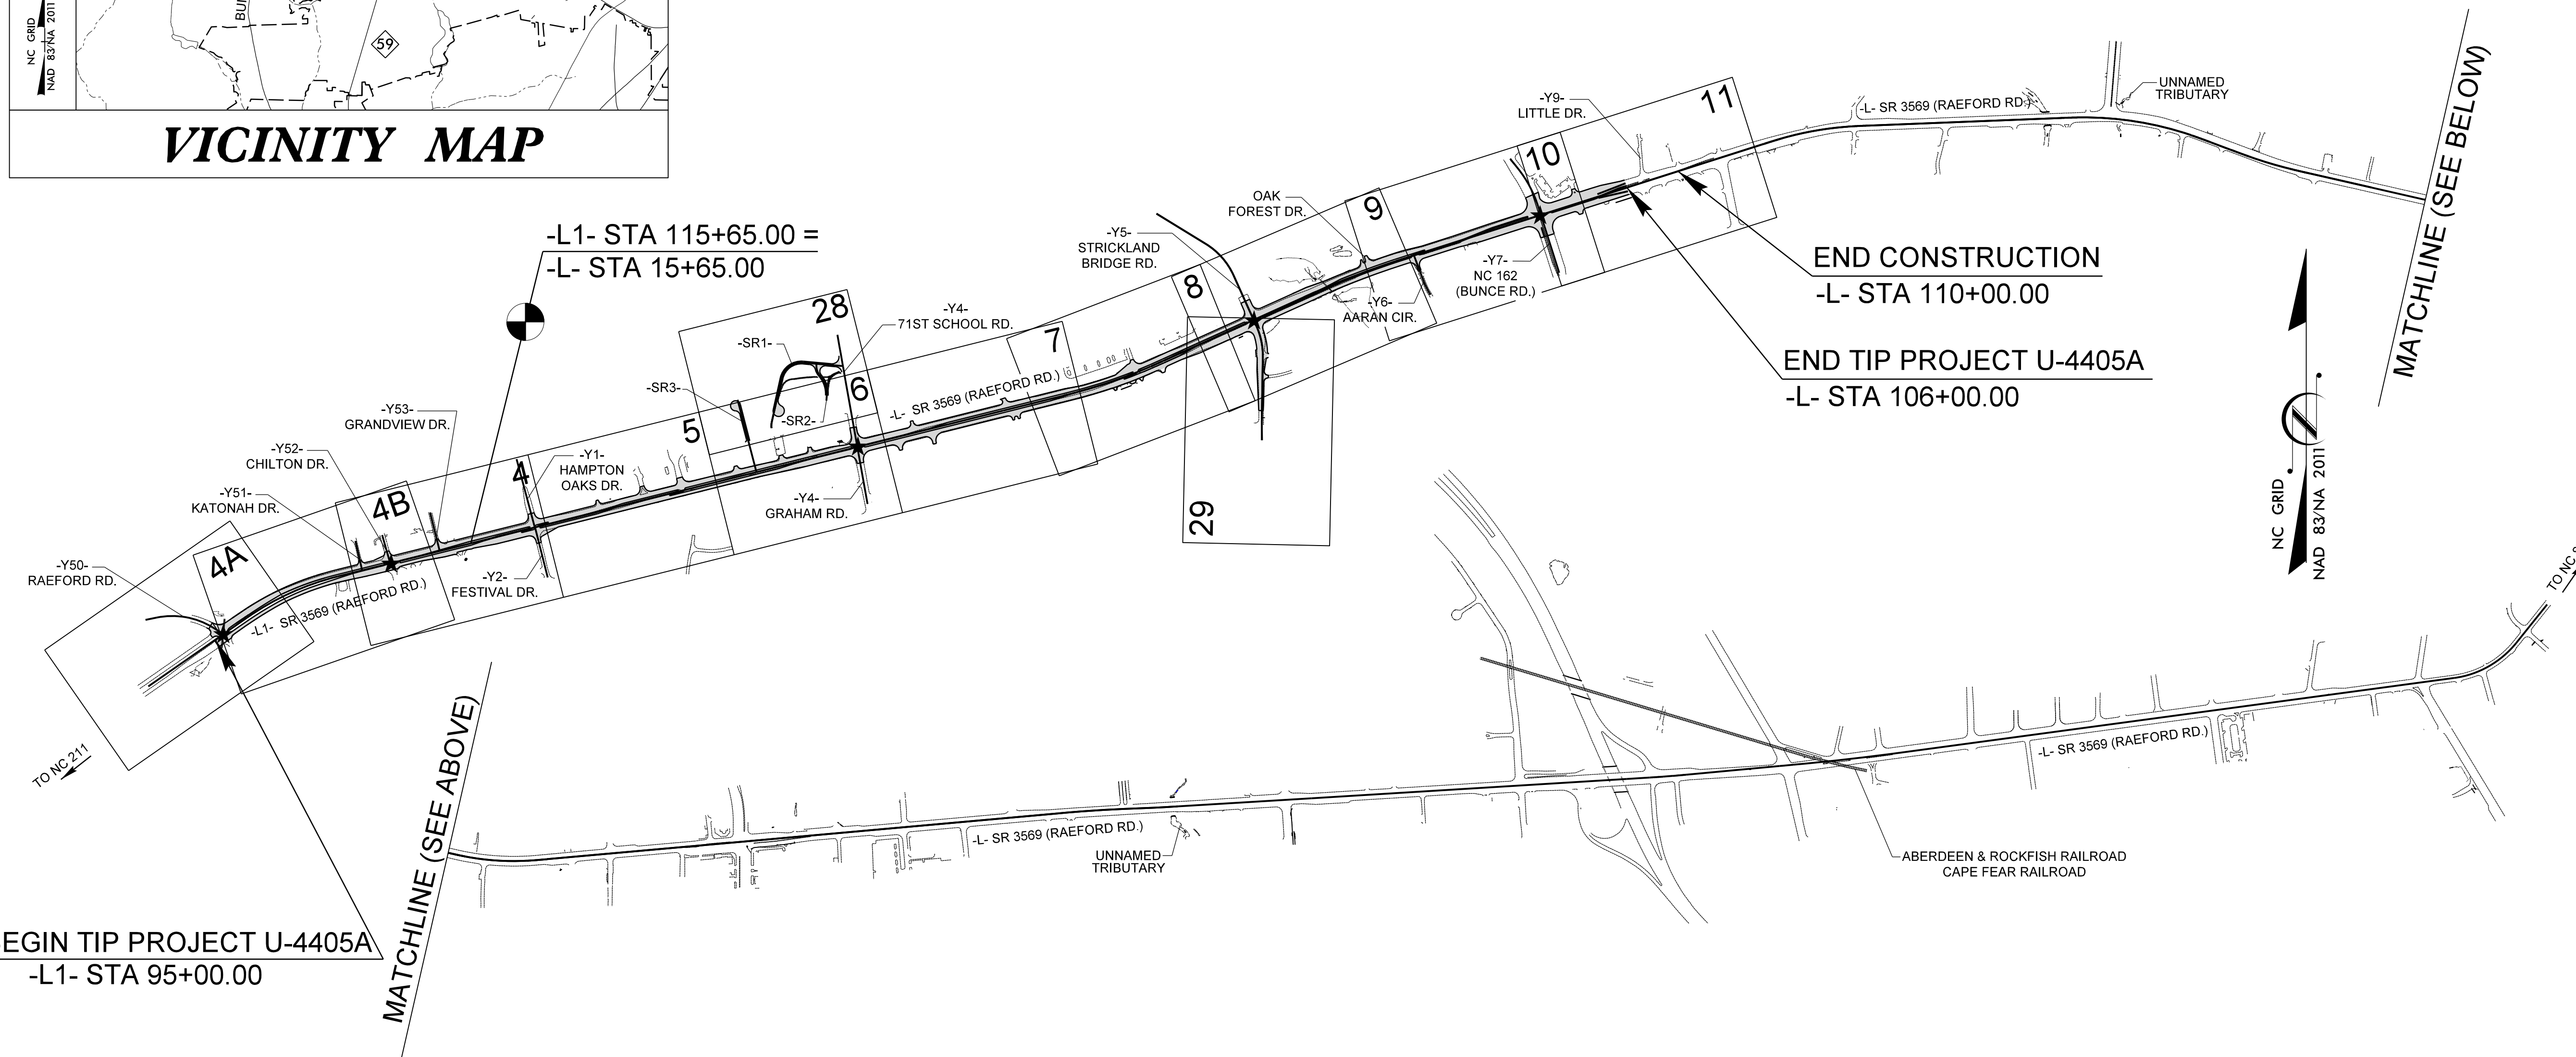 NC GRID
NAD 83/NA 2011
59
VICINITY MAP
-L1- STA 115+65.00 =
-L- STA 15+65.00
-Y50-
RAEFORD RD.
-Y51-
KATONAH DR.
-Y52-
CHILTON DR.
-Y53-
GRANDVIEW DR.
4A
4B
4
-L1- SR 3569 (RAEFORD RD.)
-Y1-
HAMPTON
OAKS DR.
-Y2-
FESTIVAL DR.
5
28
-SR1-
-SR3-
-SR2-
-Y4-
71ST SCHOOL RD.
6
-Y4-
GRAHAM RD.
-L- SR 3569 (RAEFORD RD.)
7
8
-Y5-
STRICKLAND
BRIDGE RD.
29
OAK
FOREST DR.
9
-Y6-
AARAN CIR.
10
-Y7-
NC 162
(BUNCE RD.)
-Y9-
LITTLE DR.
11
-L- SR 3569 (RAEFORD RD.)
UNNAMED
TRIBUTARY
MATCHLINE (SEE BELOW)
END CONSTRUCTION
-L- STA 110+00.00
END TIP PROJECT U-4405A
-L- STA 106+00.00
NC GRID
NAD 83/NA 2011
TO NC 211
EGIN TIP PROJECT U-4405A
-L1- STA 95+00.00
MATCHLINE (SEE ABOVE)
-L- SR 3569 (RAEFORD RD.)
UNNAMED
TRIBUTARY
ABERDEEN & ROCKFISH RAILROAD
CAPE FEAR RAILROAD
-L- SR 3569 (RAEFORD RD.)
TO NC